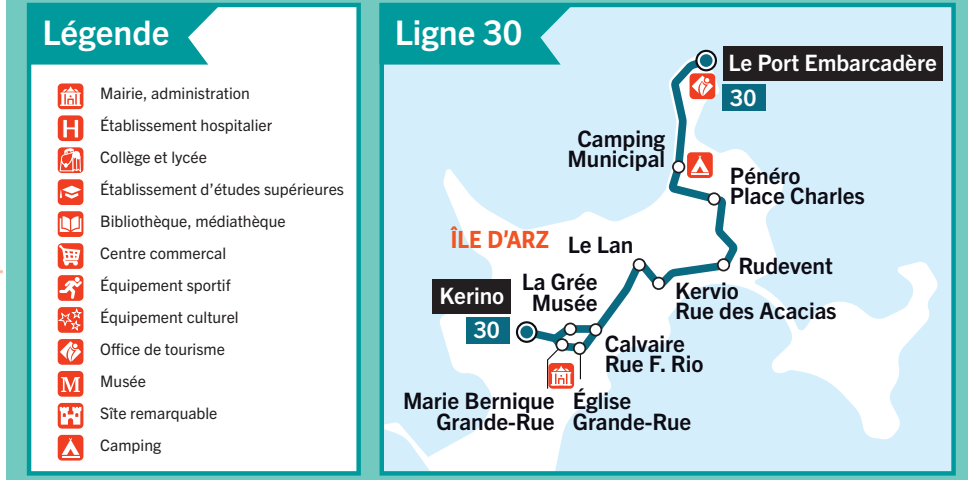 Légende
Mairie, administration
H
Établissement hospitalier
Collège et lycée
Établissement d'études supérieures
Bibliothèque, médiathèque
Centre commercal
Équipement sportif
Équipement culturel
Office de tourisme
M
Musée
Sîte remarquable
Camping
Ligne 30
Le Port Embarcadère
30
Camping
Municipal
Pénéro
Place Charles
ÎLE D'ARZ
Le Lan
Rudevent
La Grée
Musée
Kervio
Rue des Acacias
Kerino
30
Calvaire
Rue F. Rio
Marie Bernique
Grande-Rue
Église
Grande-Rue